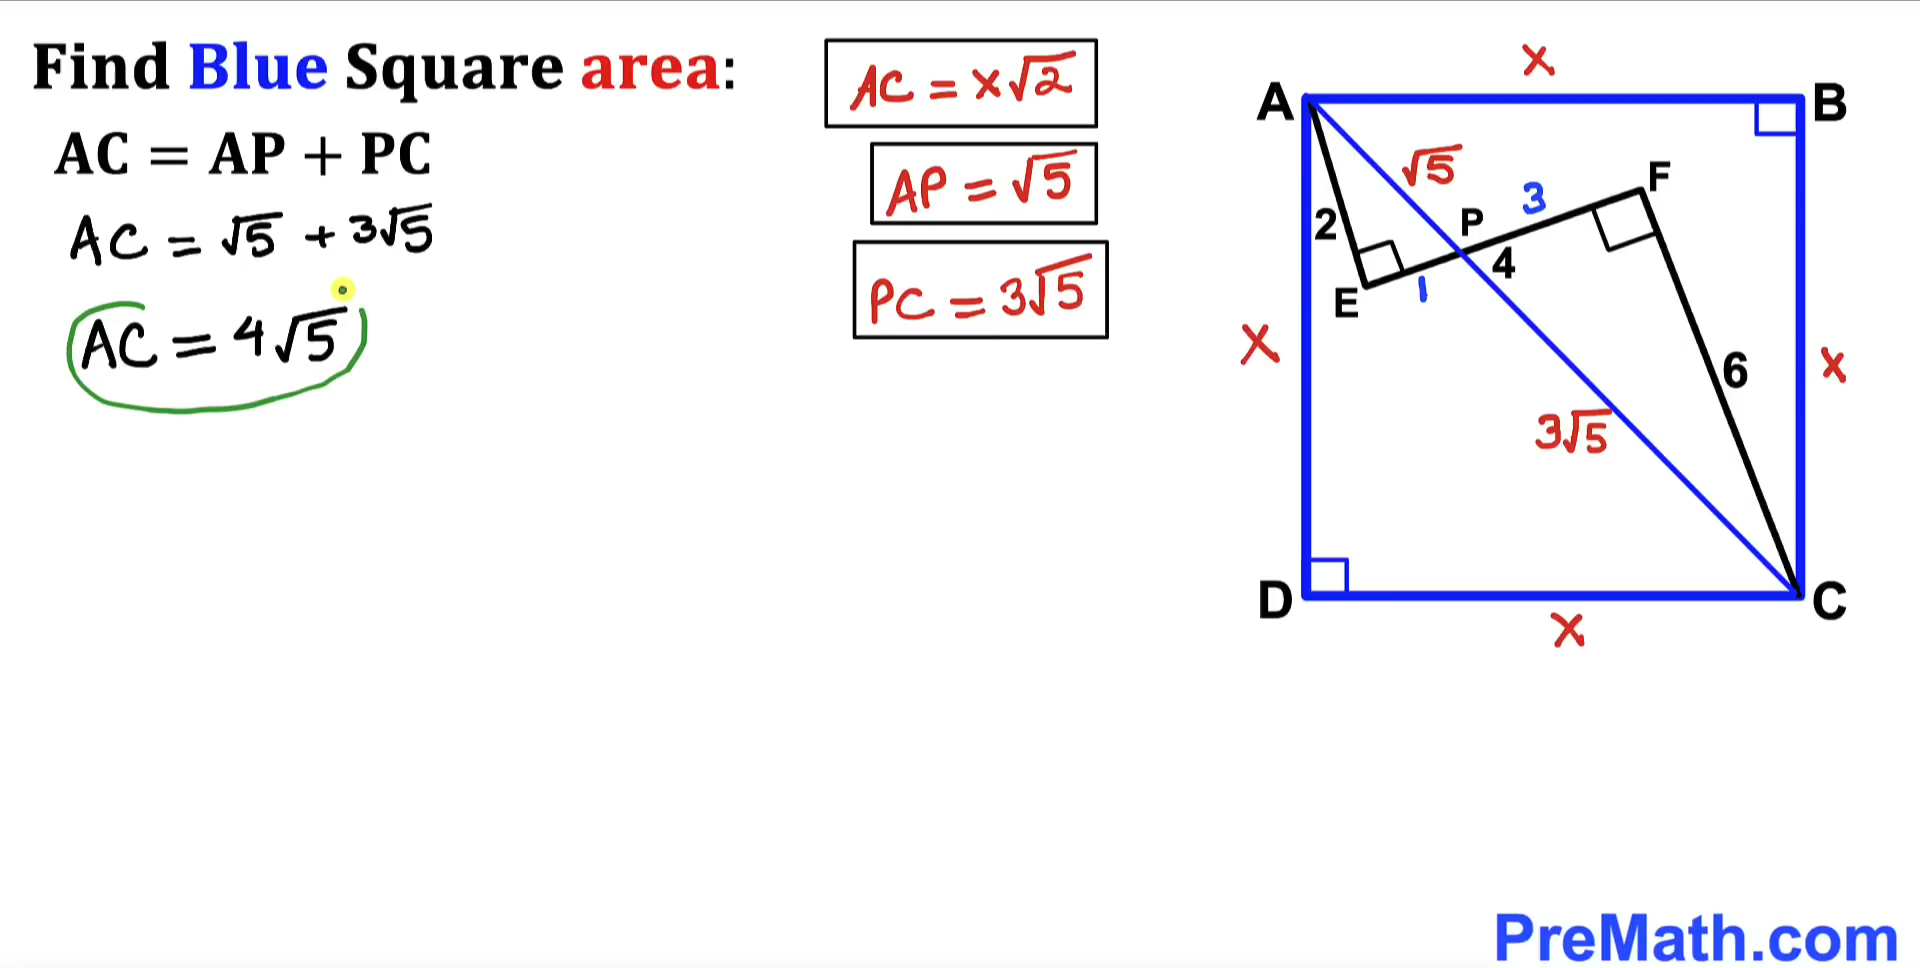 Find Blue Square area:
AC = AP + PC
AC = √5 + 3√5
AC = 4√5
AC = x√2
AP = √5
PC = 3√5
x
A
B
√5
3
F
2
P
4
E
1
x
6
x
3√5
D
C
x
PreMath.com